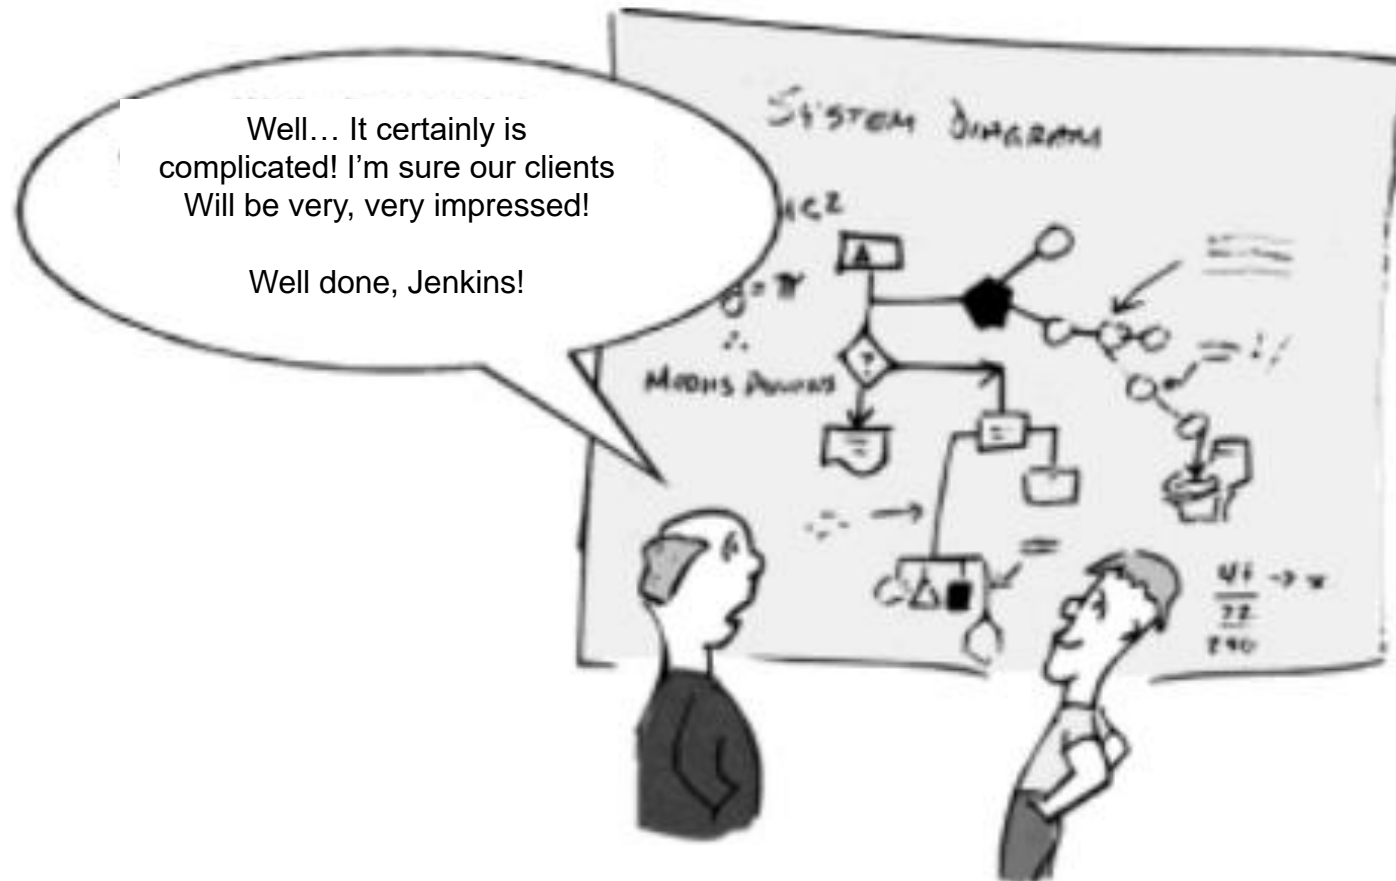 Well… It certainly is
complicated! I'm sure our clients
Will be very, very impressed!
Well done, Jenkins!
SYSTEM DIAGRAM
= π
?